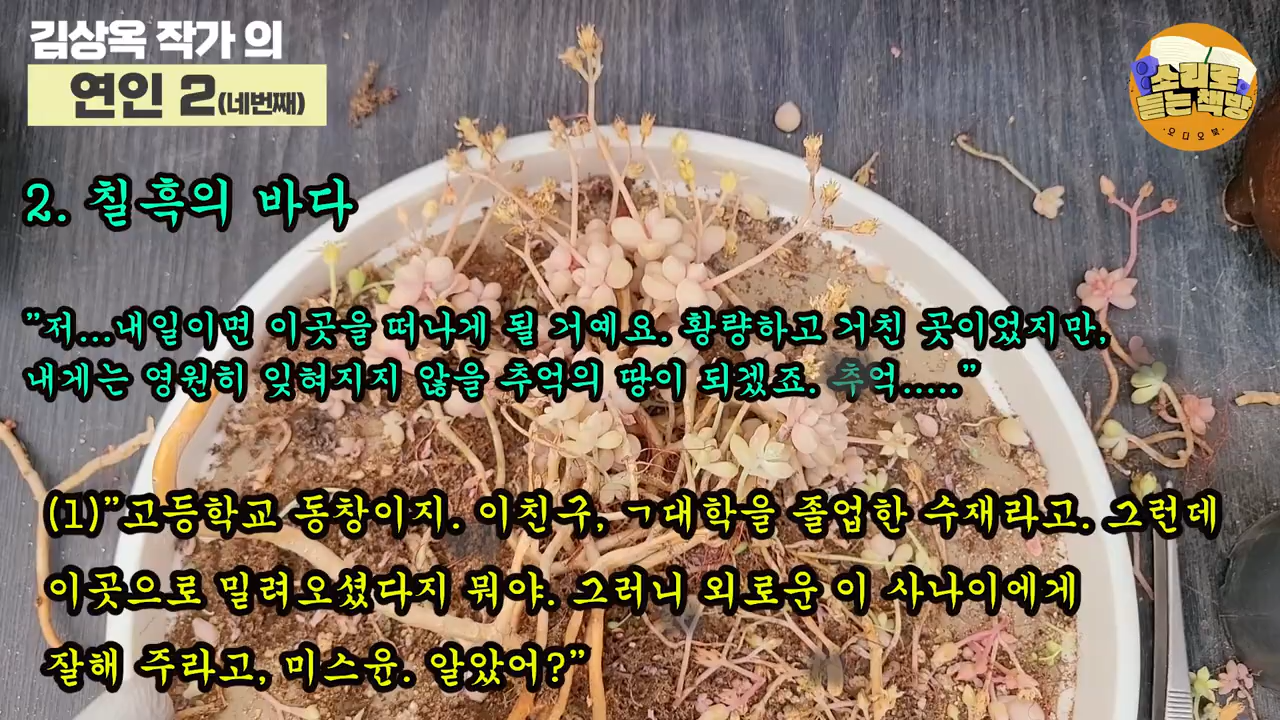 김상옥 작가 의
연인 2(네번째)
소리로
듣는 책방
·오디오북·
2. 칠흑의 바다
"저...내일이면 이곳을 떠나게 될 거예요. 황량하고 거친 곳이었지만,
내게는 영원히 잊혀지지 않을 추억의 땅이 되겠죠. 추억....."
(1)"고등학교 동창이지. 이친구, ㄱ대학을 졸업한 수재라고. 그런데
이곳으로 밀려오셨다지 뭐야. 그러니 외로운 이 사나이에게
잘해 주라고, 미스윤. 알았어?"